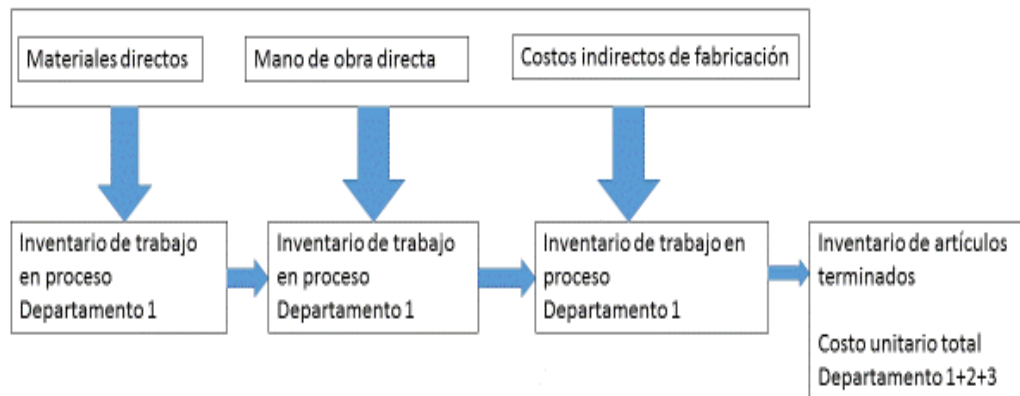 Materiales directos
Mano de obra directa
Costos indirectos de fabricación
Inventario de trabajo
en proceso
Departamento 1
Inventario de trabajo
en proceso
Departamento 1
Inventario de trabajo en
proceso
Departamento 1
Inventario de artículos
terminados
Costo unitario total
Departamento 1+2+3